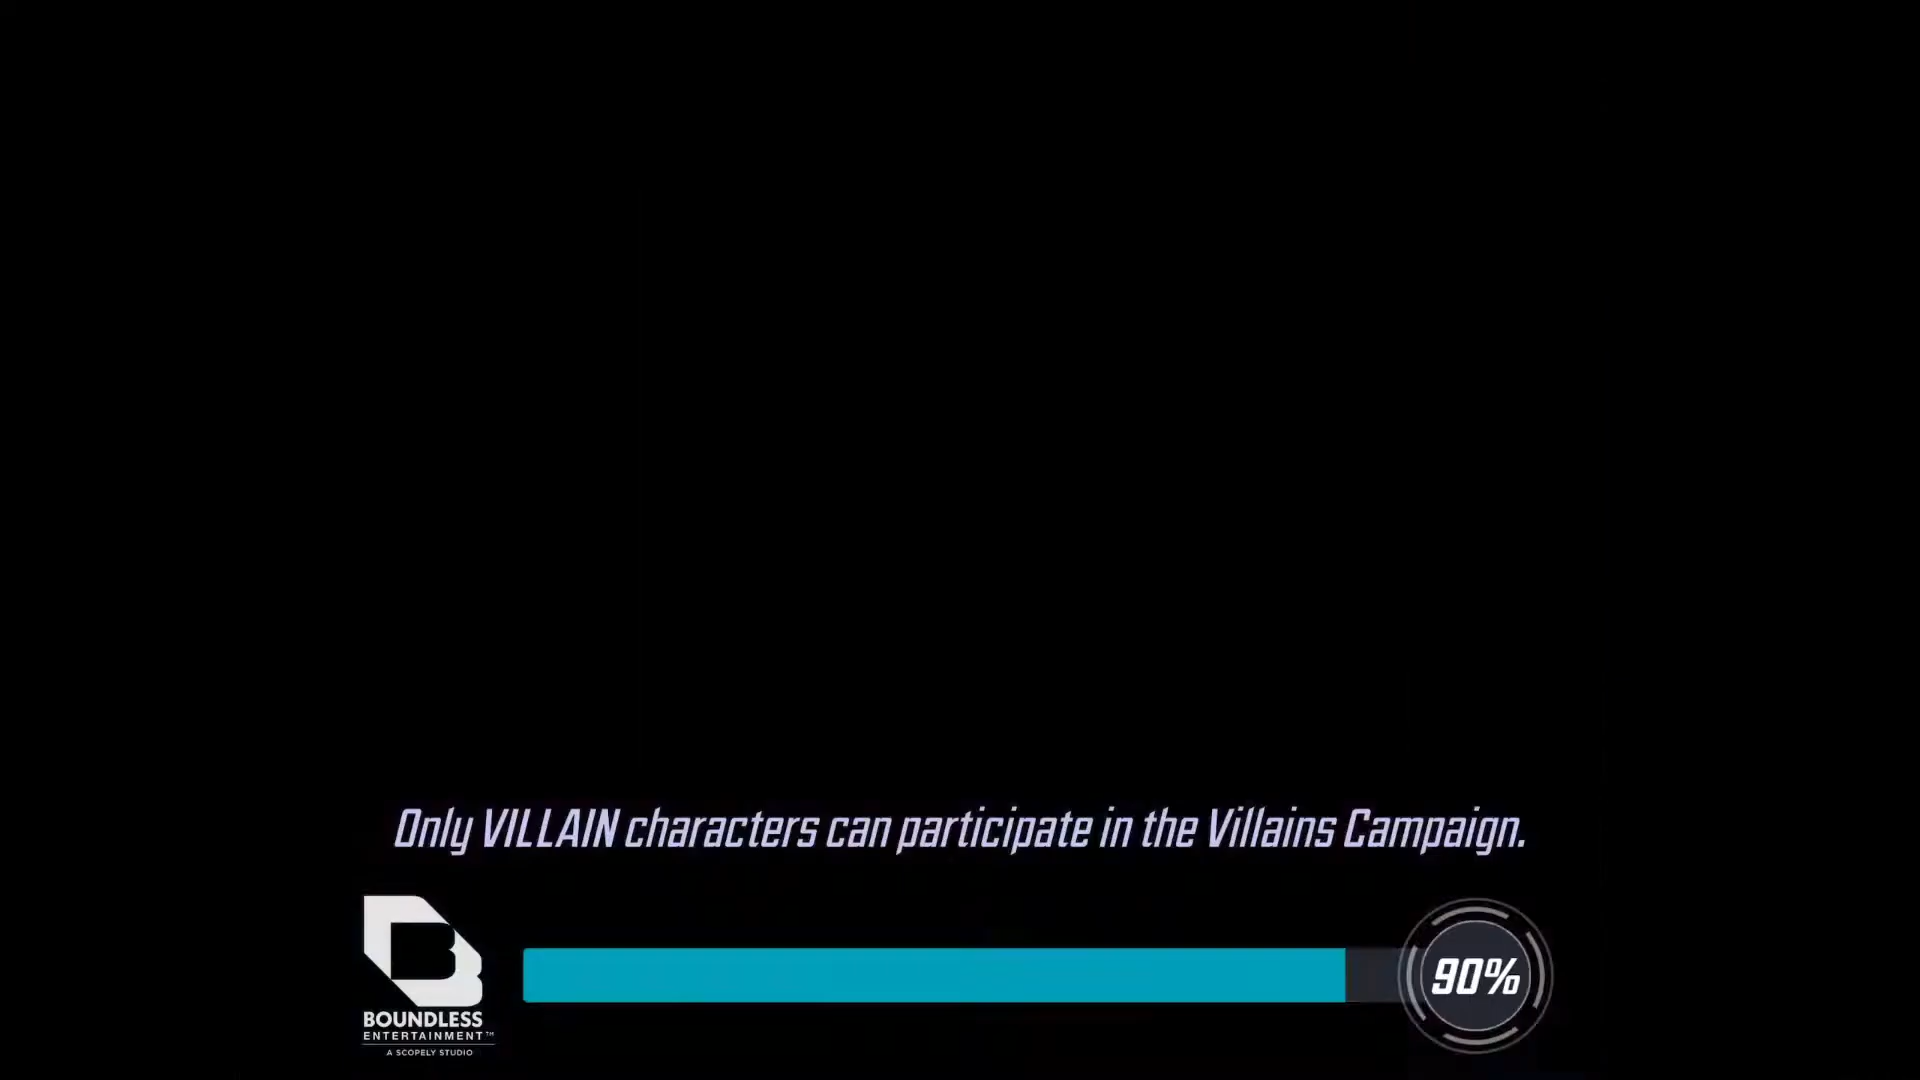 Only VILLAIN characters can participate in the Villains Campaign.
90%
BOUNDLESS
ENTERTAINMENT™
A SCOPELY STUDIO